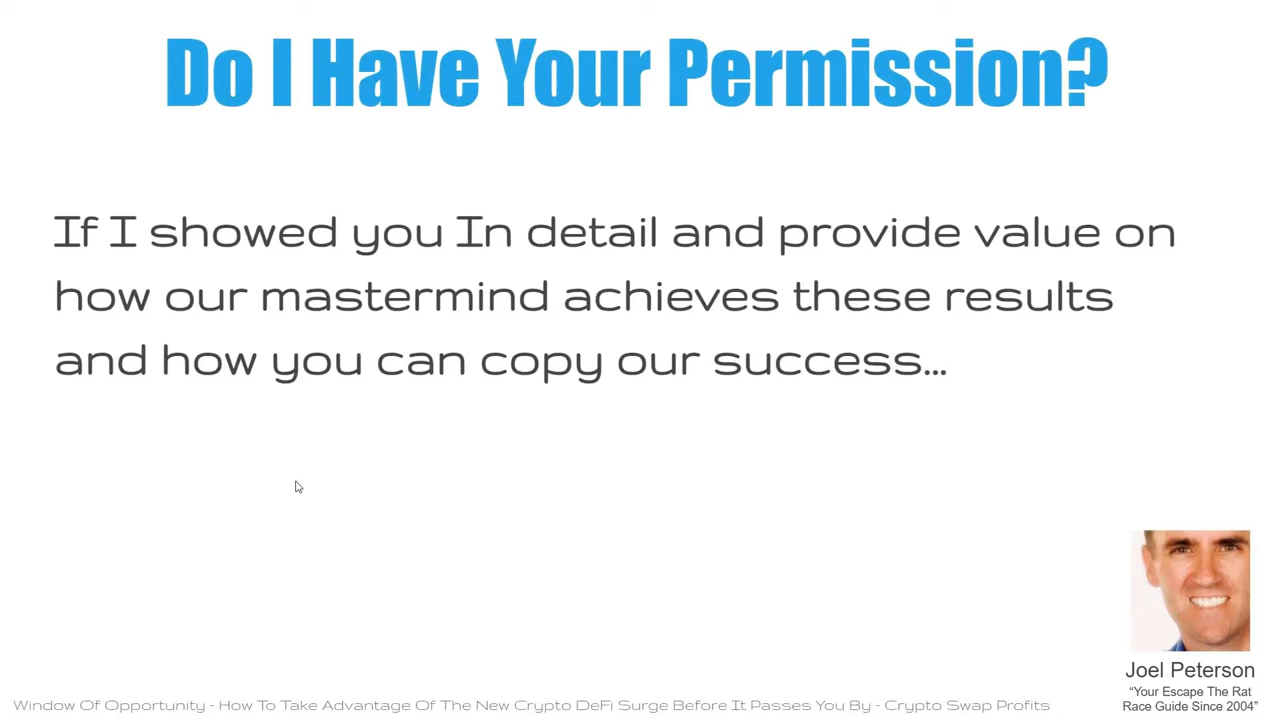 Do I Have Your Permission?
If I showed you In detail and provide value on
how our mastermind achieves these results
and how you can copy our success...
Joel Peterson
“Your Escape The Rat
Race Guide Since 2004”
Window Of Opportunity - How To Take Advantage Of The New Crypto DeFi Surge Before It Passes You By - Crypto Swap Profits